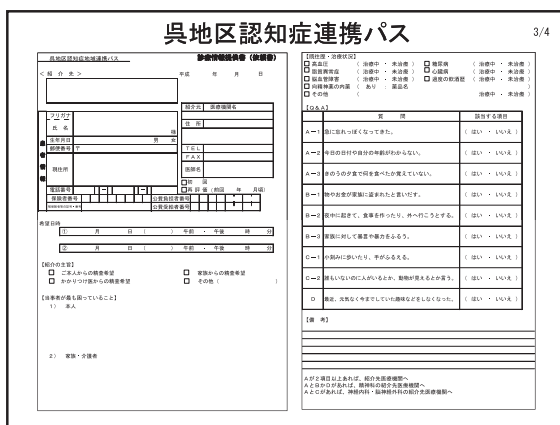 呉地区認知症連携パス
3/4
呉地区認知症地域連携パス
診療情報提供書（依頼書）
＜紹介先＞
平成　　年　　月　　日
紹介元　医療機関名
住所
TEL
FAX
医師名
フリガナ
氏名
様
生年月日
男　女
郵便番号　〒
現住所
電話番号
保険者番号
公費負担者番号
公費受給者番号
□初　回
□再評価（前回　　年　　月頃）
希望日時
①　　月　　日（　　）　午前・午後　　時　　分
②　　月　　日（　　）　午前・午後　　時　　分
【紹介の主旨】
□　ご本人からの精査希望
□　家族からの精査希望
□　かかりつけ医からの精査希望
□　その他（　　　　）
【当事者が最も困っていること】
1）　本人
2）　家族・介護者
【既往歴・治療状況】
□高血圧　（　治療中　・　未治療　）
□糖尿病　（　治療中　・　未治療　）
□脂質異常症　（　治療中　・　未治療　）
□心臓病　（　治療中　・　未治療　）
□脳血管障害　（　治療中　・　未治療　）
□過度の飲酒歴　（　治療中　・　未治療　）
□向精神薬の内薬　（　あり　：　薬品名　　）
□その他　（　　治療中　・　未治療　）
【Q&A】
質　問
該当する項目
A－1　急に忘れっぽくなってきた。　（　はい　・　いいえ　）
A－2　今日の日付や自分の年齢がわからない。　（　はい　・　いいえ　）
A－3　きのうの夕食で何を食べたか覚えていない。　（　はい　・　いいえ　）
B－1　物やお金が家族に盗まれたと言いだす。　（　はい　・　いいえ　）
B－2　夜中に起きて、食事を作ったり、外へ行こうとする。　（　はい　・　いいえ　）
B－3　家族に対して暴言や暴力をふるう。　（　はい　・　いいえ　）
C－1　小刻みに歩いたり、手がふるえる。　（　はい　・　いいえ　）
C－2　誰もいないのに人がいるとか、動物が見えるとか言う。　（　はい　・　いいえ　）
D　最近、元気なく今までしていた趣味などをしなくなった。　（　はい　・　いいえ　）
【備　考】
Aが2項目以上あれば、紹介先医療機関へ
AとBかDがあれば、精神科の紹介先医療機関へ
AとCがあれば、神経内科・脳神経外科の紹介先医療機関へ